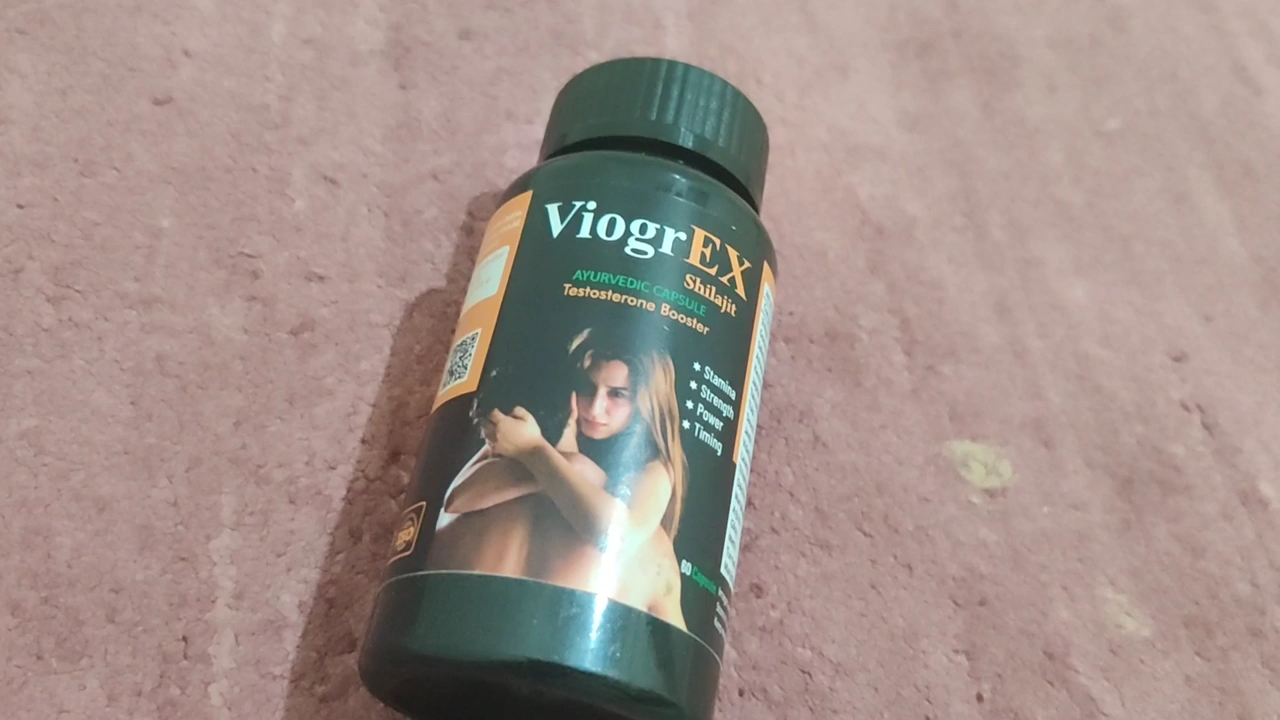 ViogrEX
Shilajit
AYURVEDIC CAPSULE
Testosterone Booster
* Stamina
* Strength
* Power
* Timing
60 Capsules